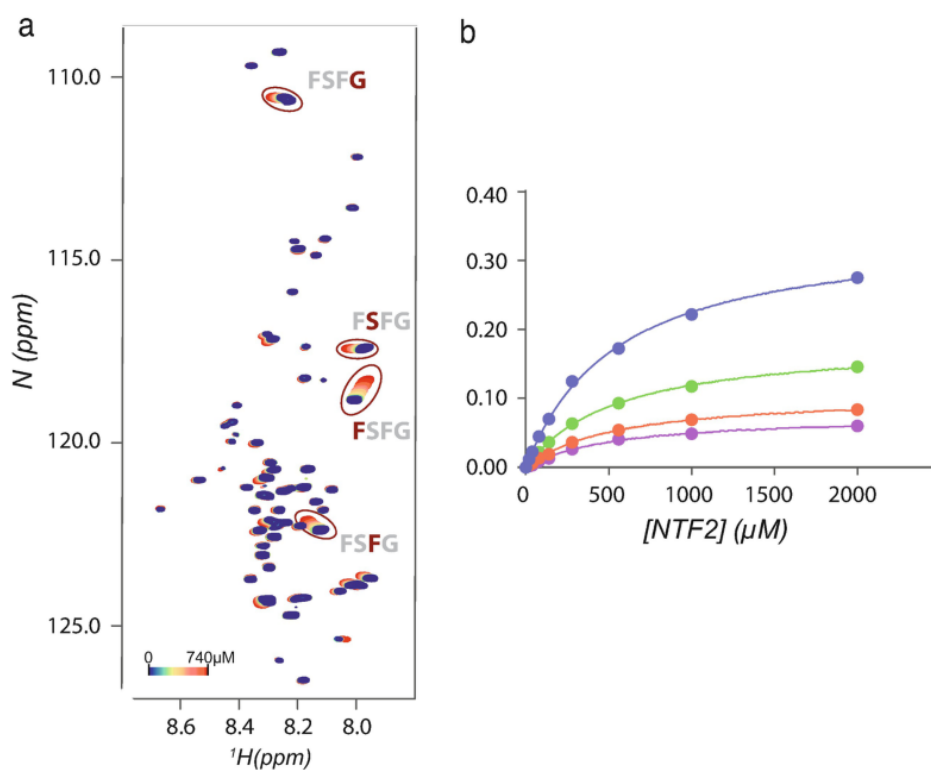 a
110.0
115.0
120.0
125.0
N (ppm)
FSFG
FSFG
FSFG
FSFG
0 740µM
8.6 8.4 8.2 8.0
¹H(ppm)
b
0.40
0.30
0.20
0.10
0.00
0 500 1000 1500 2000
[NTF2] (µM)